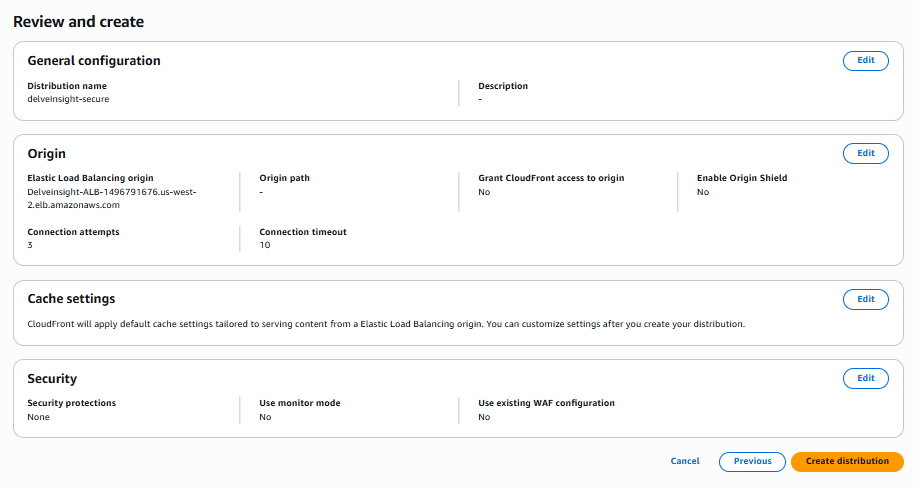 Review and create
General configuration
Edit
Distribution name
delveInsight-secure
Description
-
Origin
Edit
Elastic Load Balancing origin
Delveinsight-ALB-1496791676.us-west-
2.elb.amazonaws.com
Origin path
-
Grant CloudFront access to origin
No
Enable Origin Shield
No
Connection attempts
3
Connection timeout
10
Cache settings
Edit
CloudFront will apply default cache settings tailored to serving content from a Elastic Load Balancing origin. You can customize settings after you create your distribution.
Security
Edit
Security protections
None
Use monitor mode
No
Use existing WAF configuration
No
Cancel
Previous
Create distribution